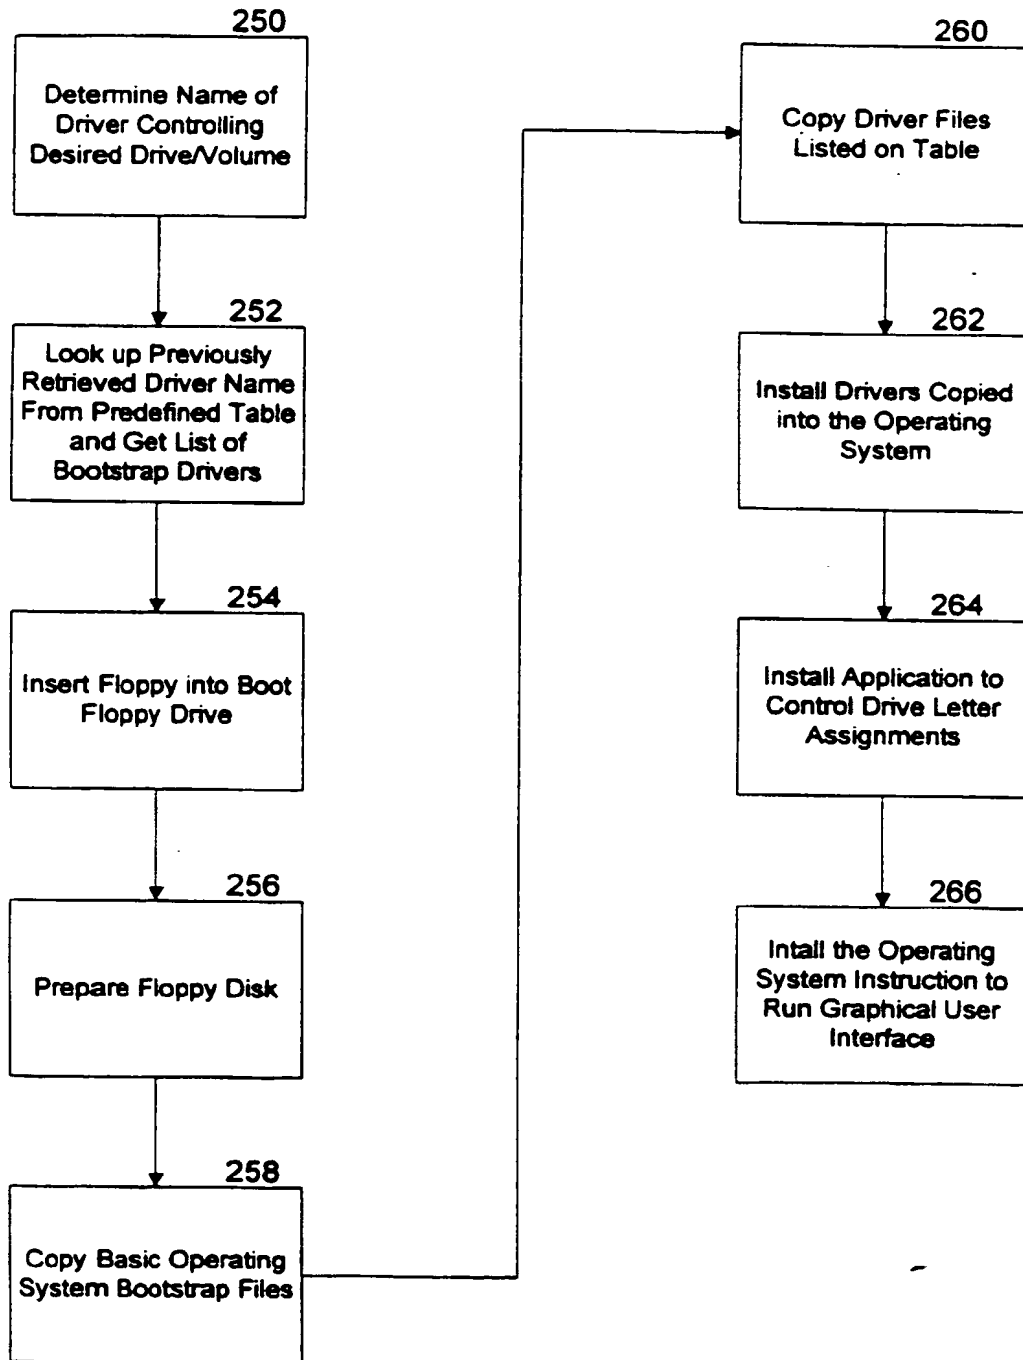 250
Determine Name of
Driver Controlling
Desired Drive/Volume
252
Look up Previously
Retrieved Driver Name
From Predefined Table
and Get List of
Bootstrap Drivers
254
Insert Floppy into Boot
Floppy Drive
256
Prepare Floppy Disk
258
Copy Basic Operating
System Bootstrap Files
260
Copy Driver Files
Listed on Table
262
Install Drivers Copied
into the Operating
System
264
Install Application to
Control Drive Letter
Assignments
266
Intall the Operating
System Instruction to
Run Graphical User
Interface